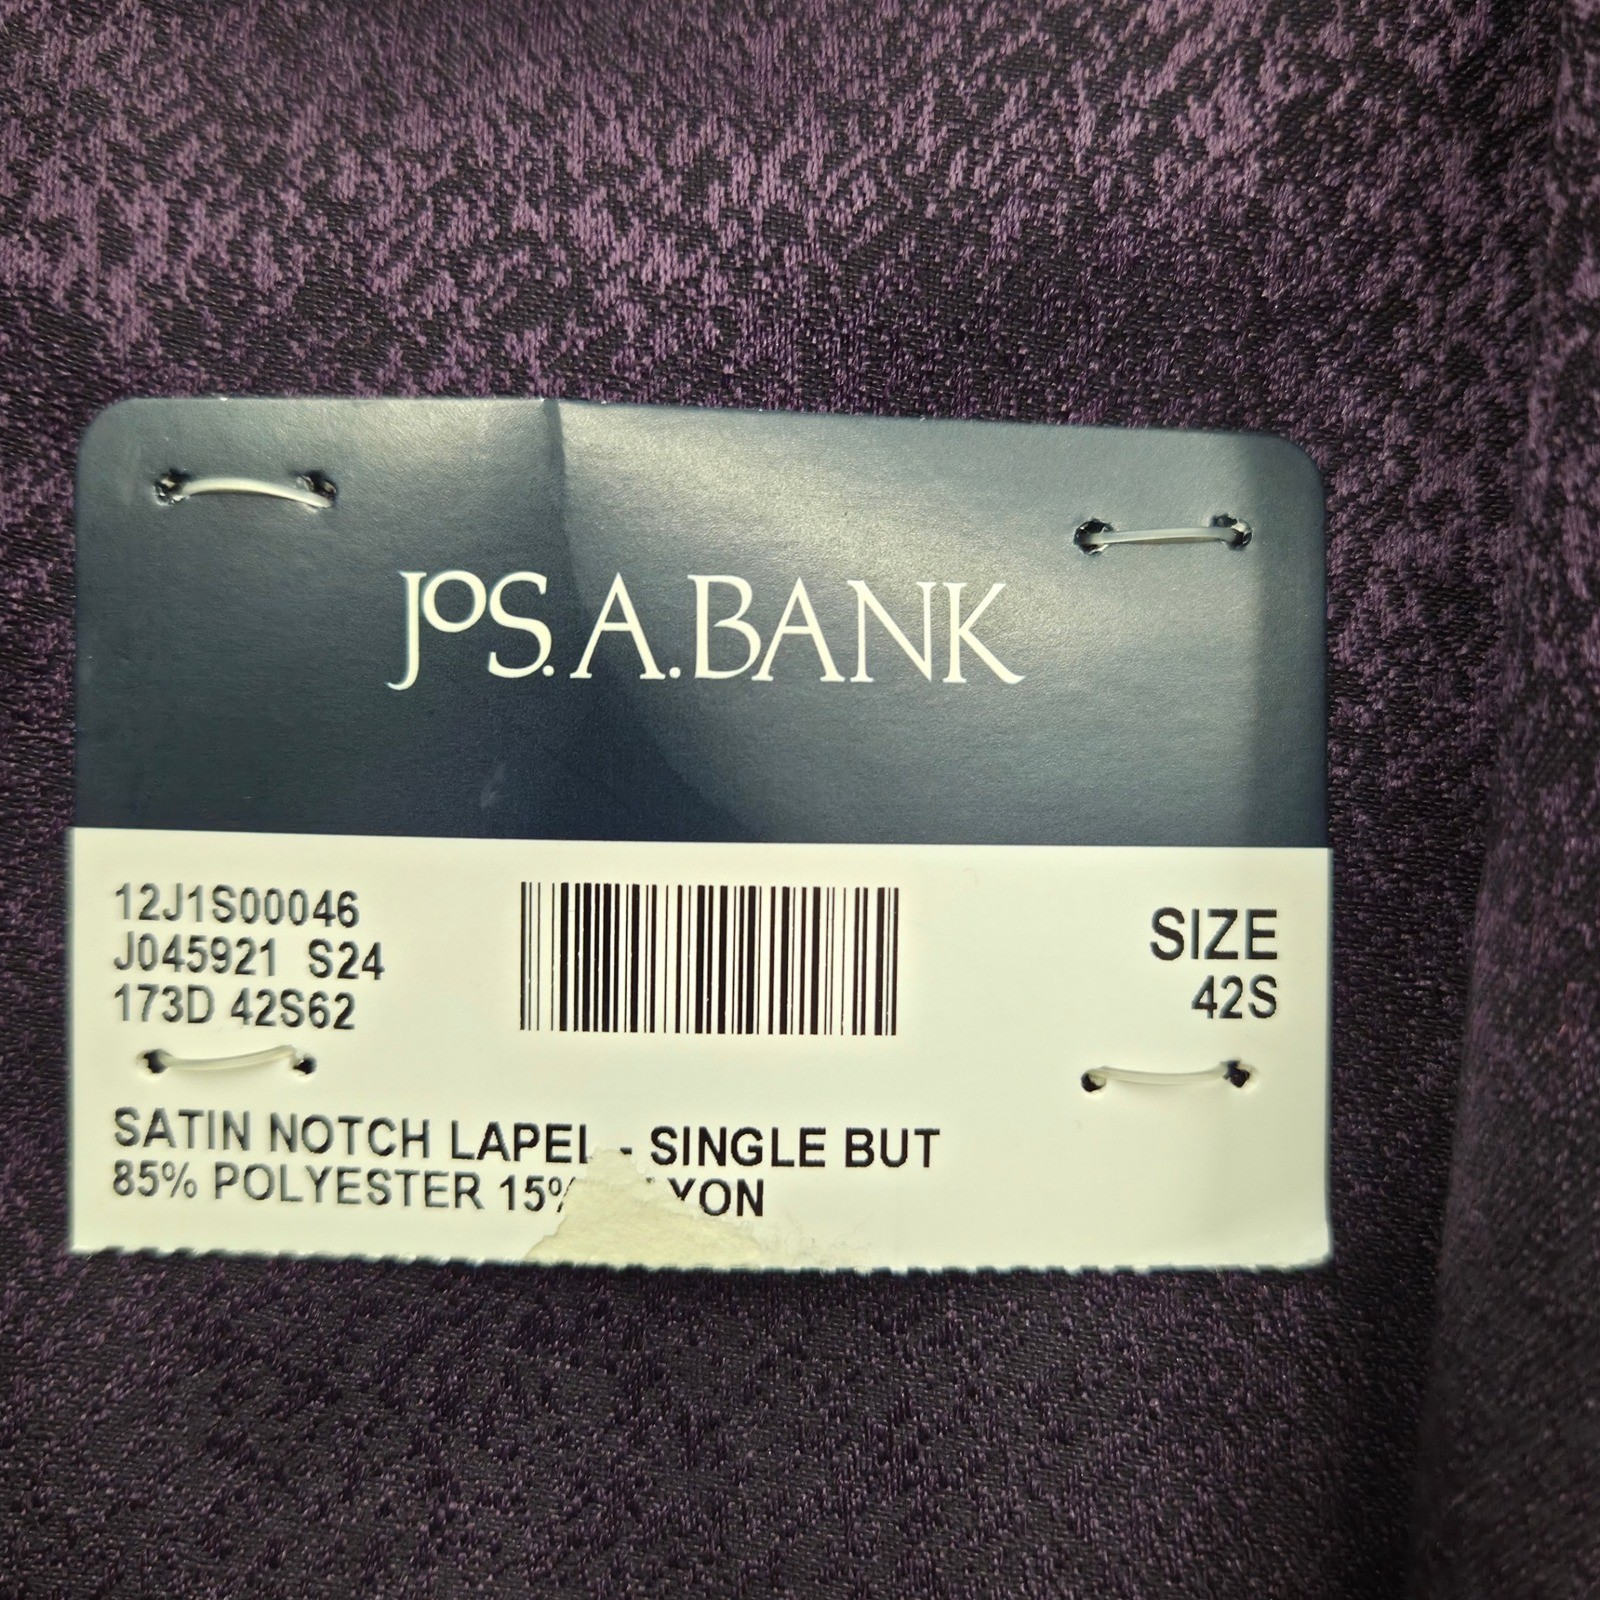 JOS. A. BANK
12J1S00046
J045921 S24
173D 42S62
SIZE
42S
SATIN NOTCH LAPEL - SINGLE BUT
85% POLYESTER 15%